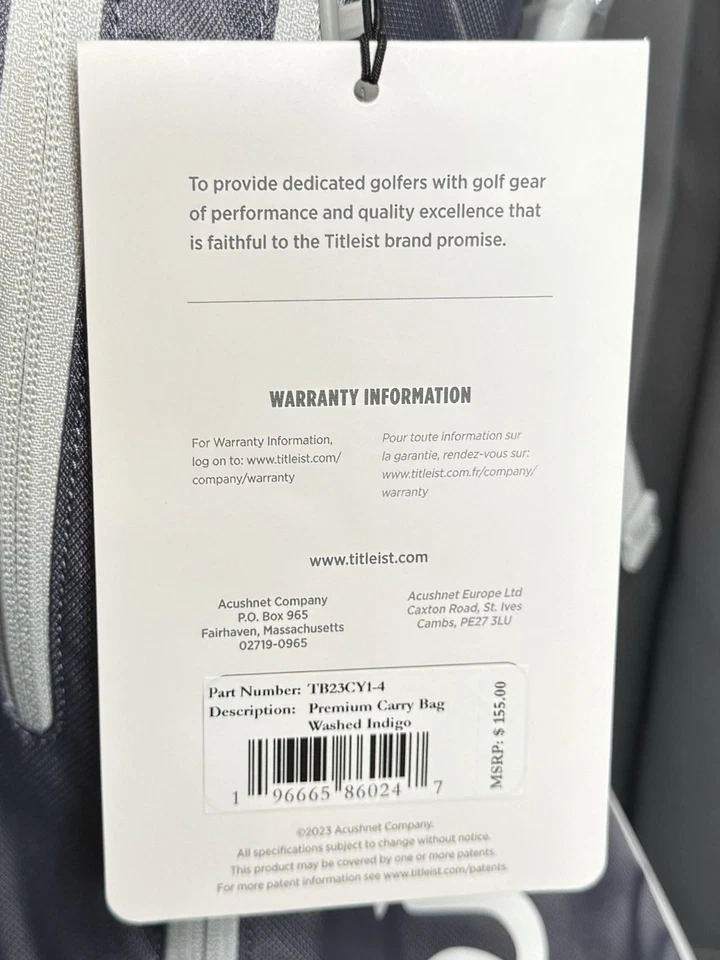 To provide dedicated golfers with golf gear
of performance and quality excellence that
is faithful to the Titleist brand promise.
WARRANTY INFORMATION
For Warranty Information,
log on to: www.titleist.com/
company/warranty
Pour toute information sur
la garantie, rendez-vous sur:
www.titleist.com.fr/company/
warranty
www.titleist.com
Acushnet Company
P.O. Box 965
Fairhaven, Massachusetts
02719-0965
Acushnet Europe Ltd
Caxton Road, St. Ives
Cambs, PE27 3LU
Part Number: TB23CY1-4
Description: Premium Carry Bag
Washed Indigo
MSRP: $ 155.00
1 96665 86024 7
©2023 Acushnet Company.
All specifications subject to change without notice.
This product may be covered by one or more patents.
For more patent information see www.titleist.com/patents